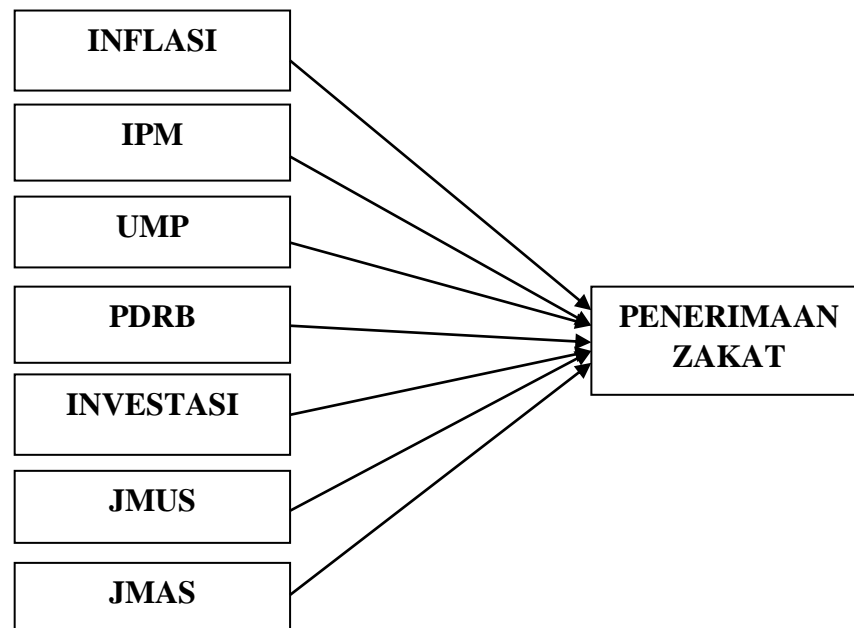 INFLASI
IPM
UMP
PDRB
INVESTASI
JMUS
JMAS
PENERIMAAN
ZAKAT